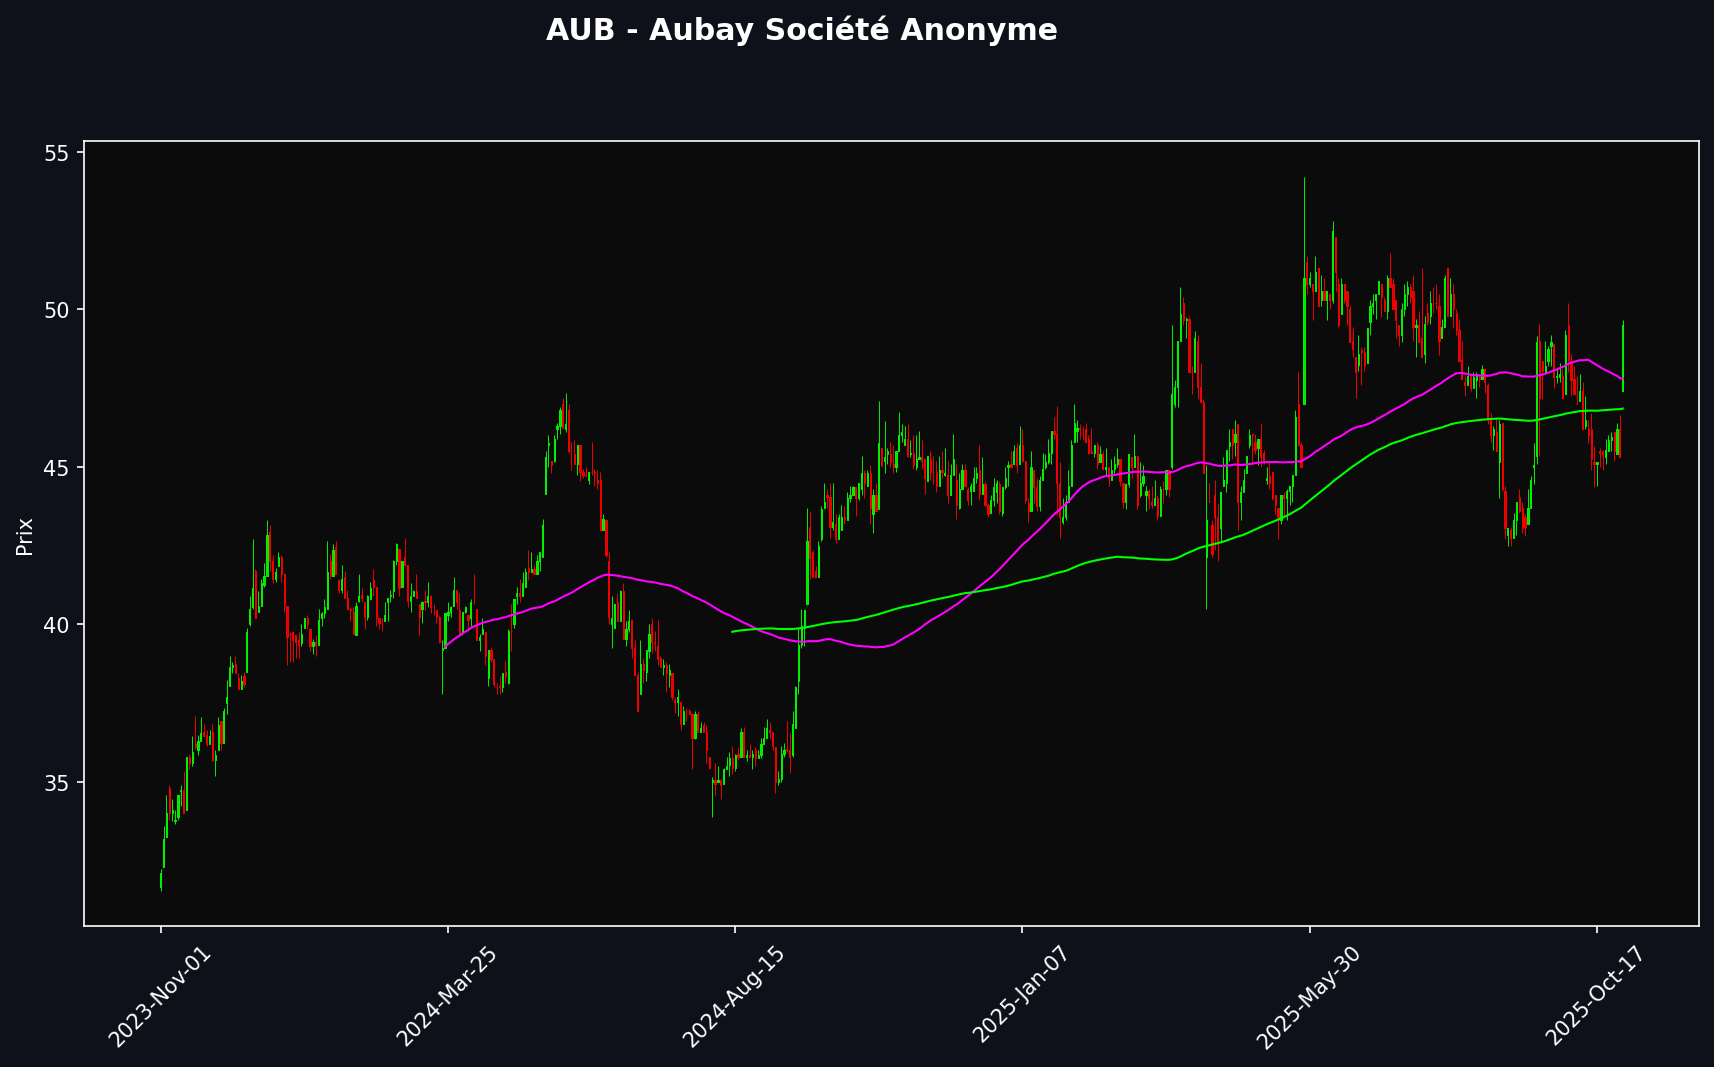 AUB - Aubay Société Anonyme
55
50
45
40
35
Prix
2023-Nov-01
2024-Mar-25
2024-Aug-15
2025-Jan-07
2025-May-30
2025-Oct-17